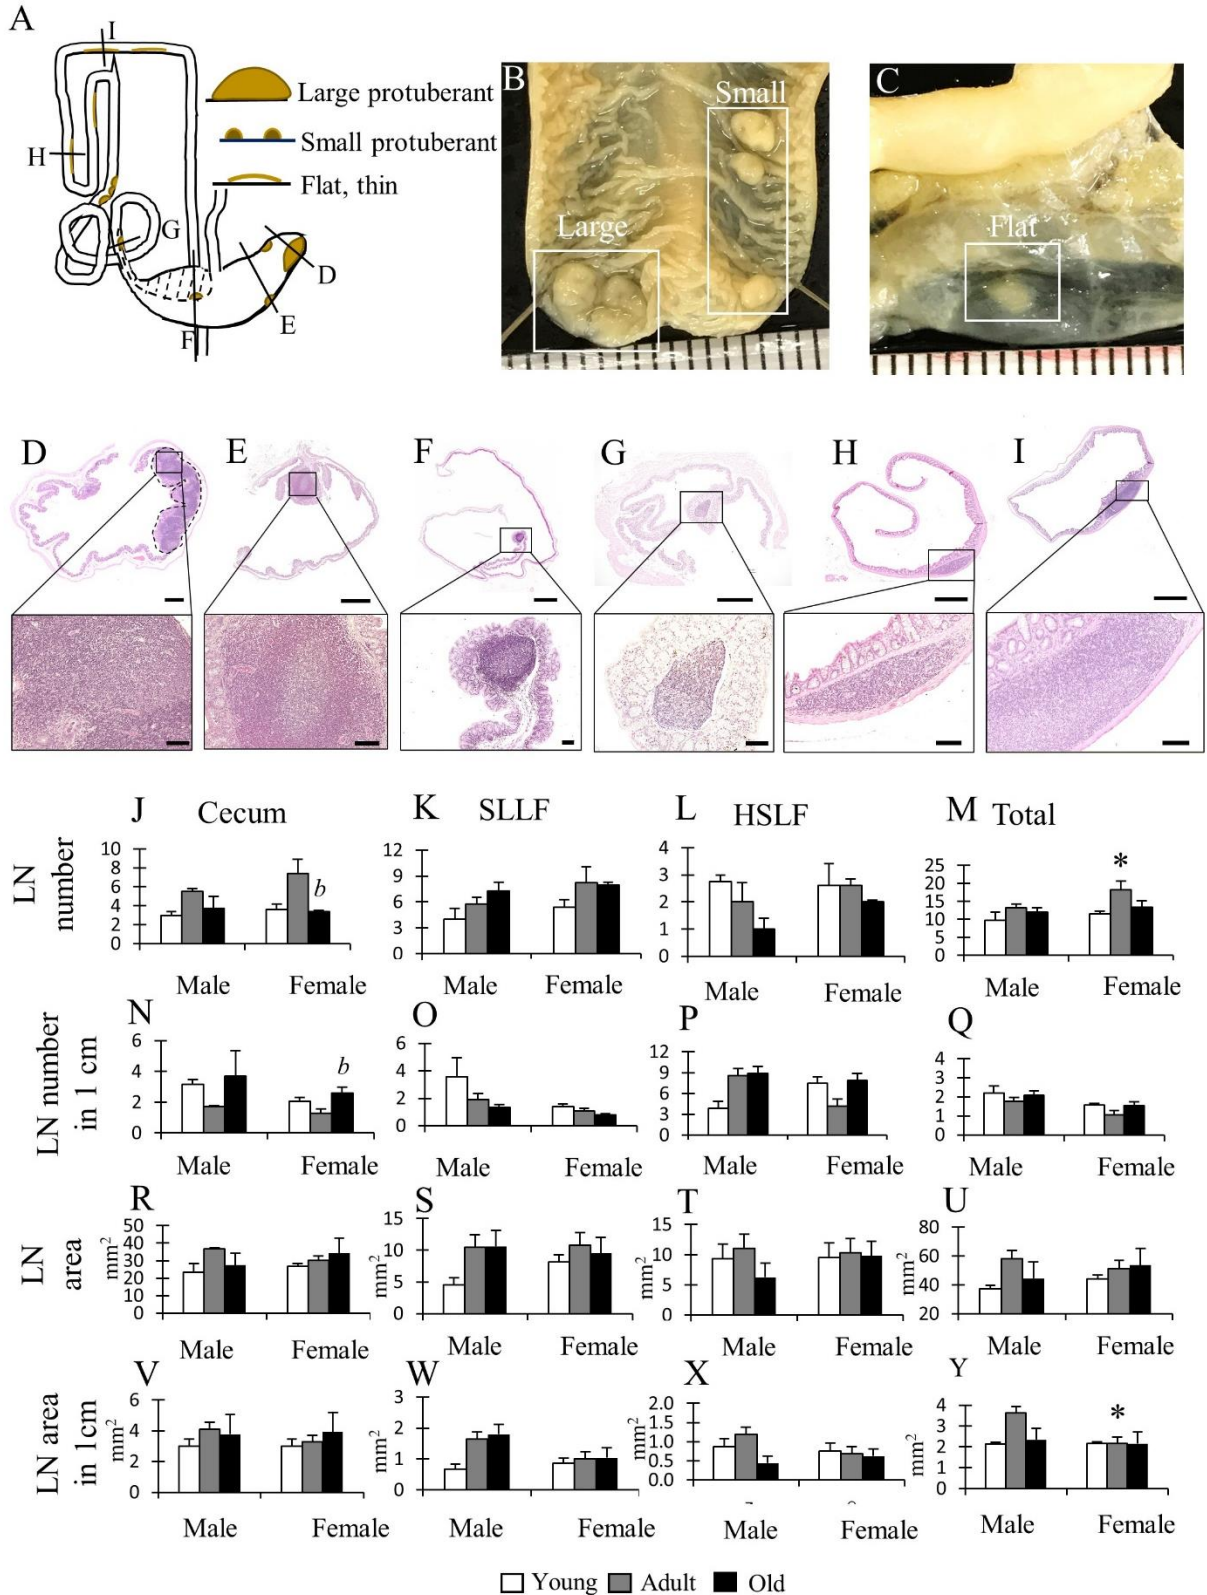 A
I
H
G
D
E
F
Large protuberant
Small protuberant
Flat, thin
B
Small
Large
C
Flat
D
E
F
G
H
I
J Cecum
K SLLF
L HSLF
M Total
LN number
10
8
6
4
2
0
b
Male Female
12
9
6
3
0
Male Female
4
3
2
1
0
Male Female
25
20
15
10
5
0
*
Male Female
N
O
P
Q
LN number in 1 cm
6
4
2
0
b
Male Female
6
4
2
0
Male Female
12
9
6
3
0
Male Female
4
3
2
1
0
Male Female
R
S
T
U
LN area
mm²
50
40
30
20
10
0
Male Female
mm²
15
10
5
0
Male Female
mm²
15
10
5
0
Male Female
mm²
80
60
40
20
Male Female
V
W
X
Y
LN area in 1cm
mm²
6
4
2
0
Male Female
mm²
3
2
1
0
Male Female
mm²
2.0
1.5
1.0
0.5
0.0
Male Female
mm²
4
3
2
1
0
*
Male Female
Young Adult Old